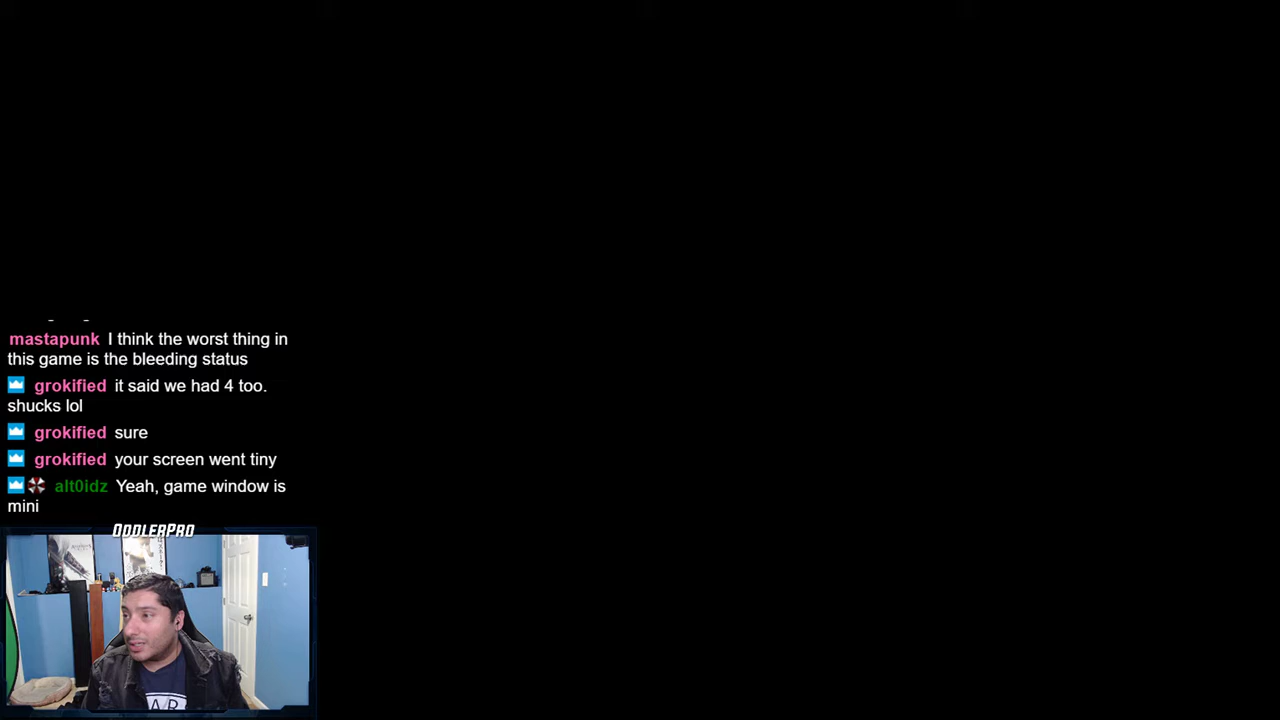 mastapunk I think the worst thing in
this game is the bleeding status
grokified it said we had 4 too.
shucks lol
grokified sure
grokified your screen went tiny
alt0idz Yeah, game window is
mini
ODDLERPRO